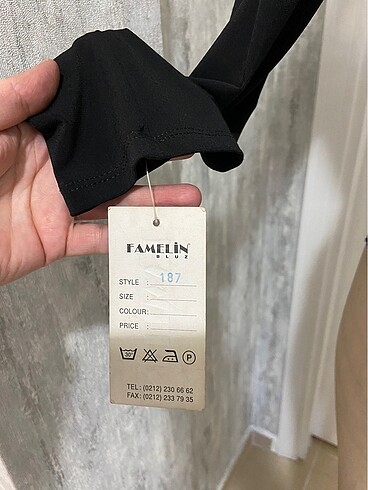 FAMELİN
BLUZ
STYLE : 187
SIZE :
COLOUR:
PRICE :
30°
P
TEL: (0212) 230 66 62
FAX: (0212) 233 79 35